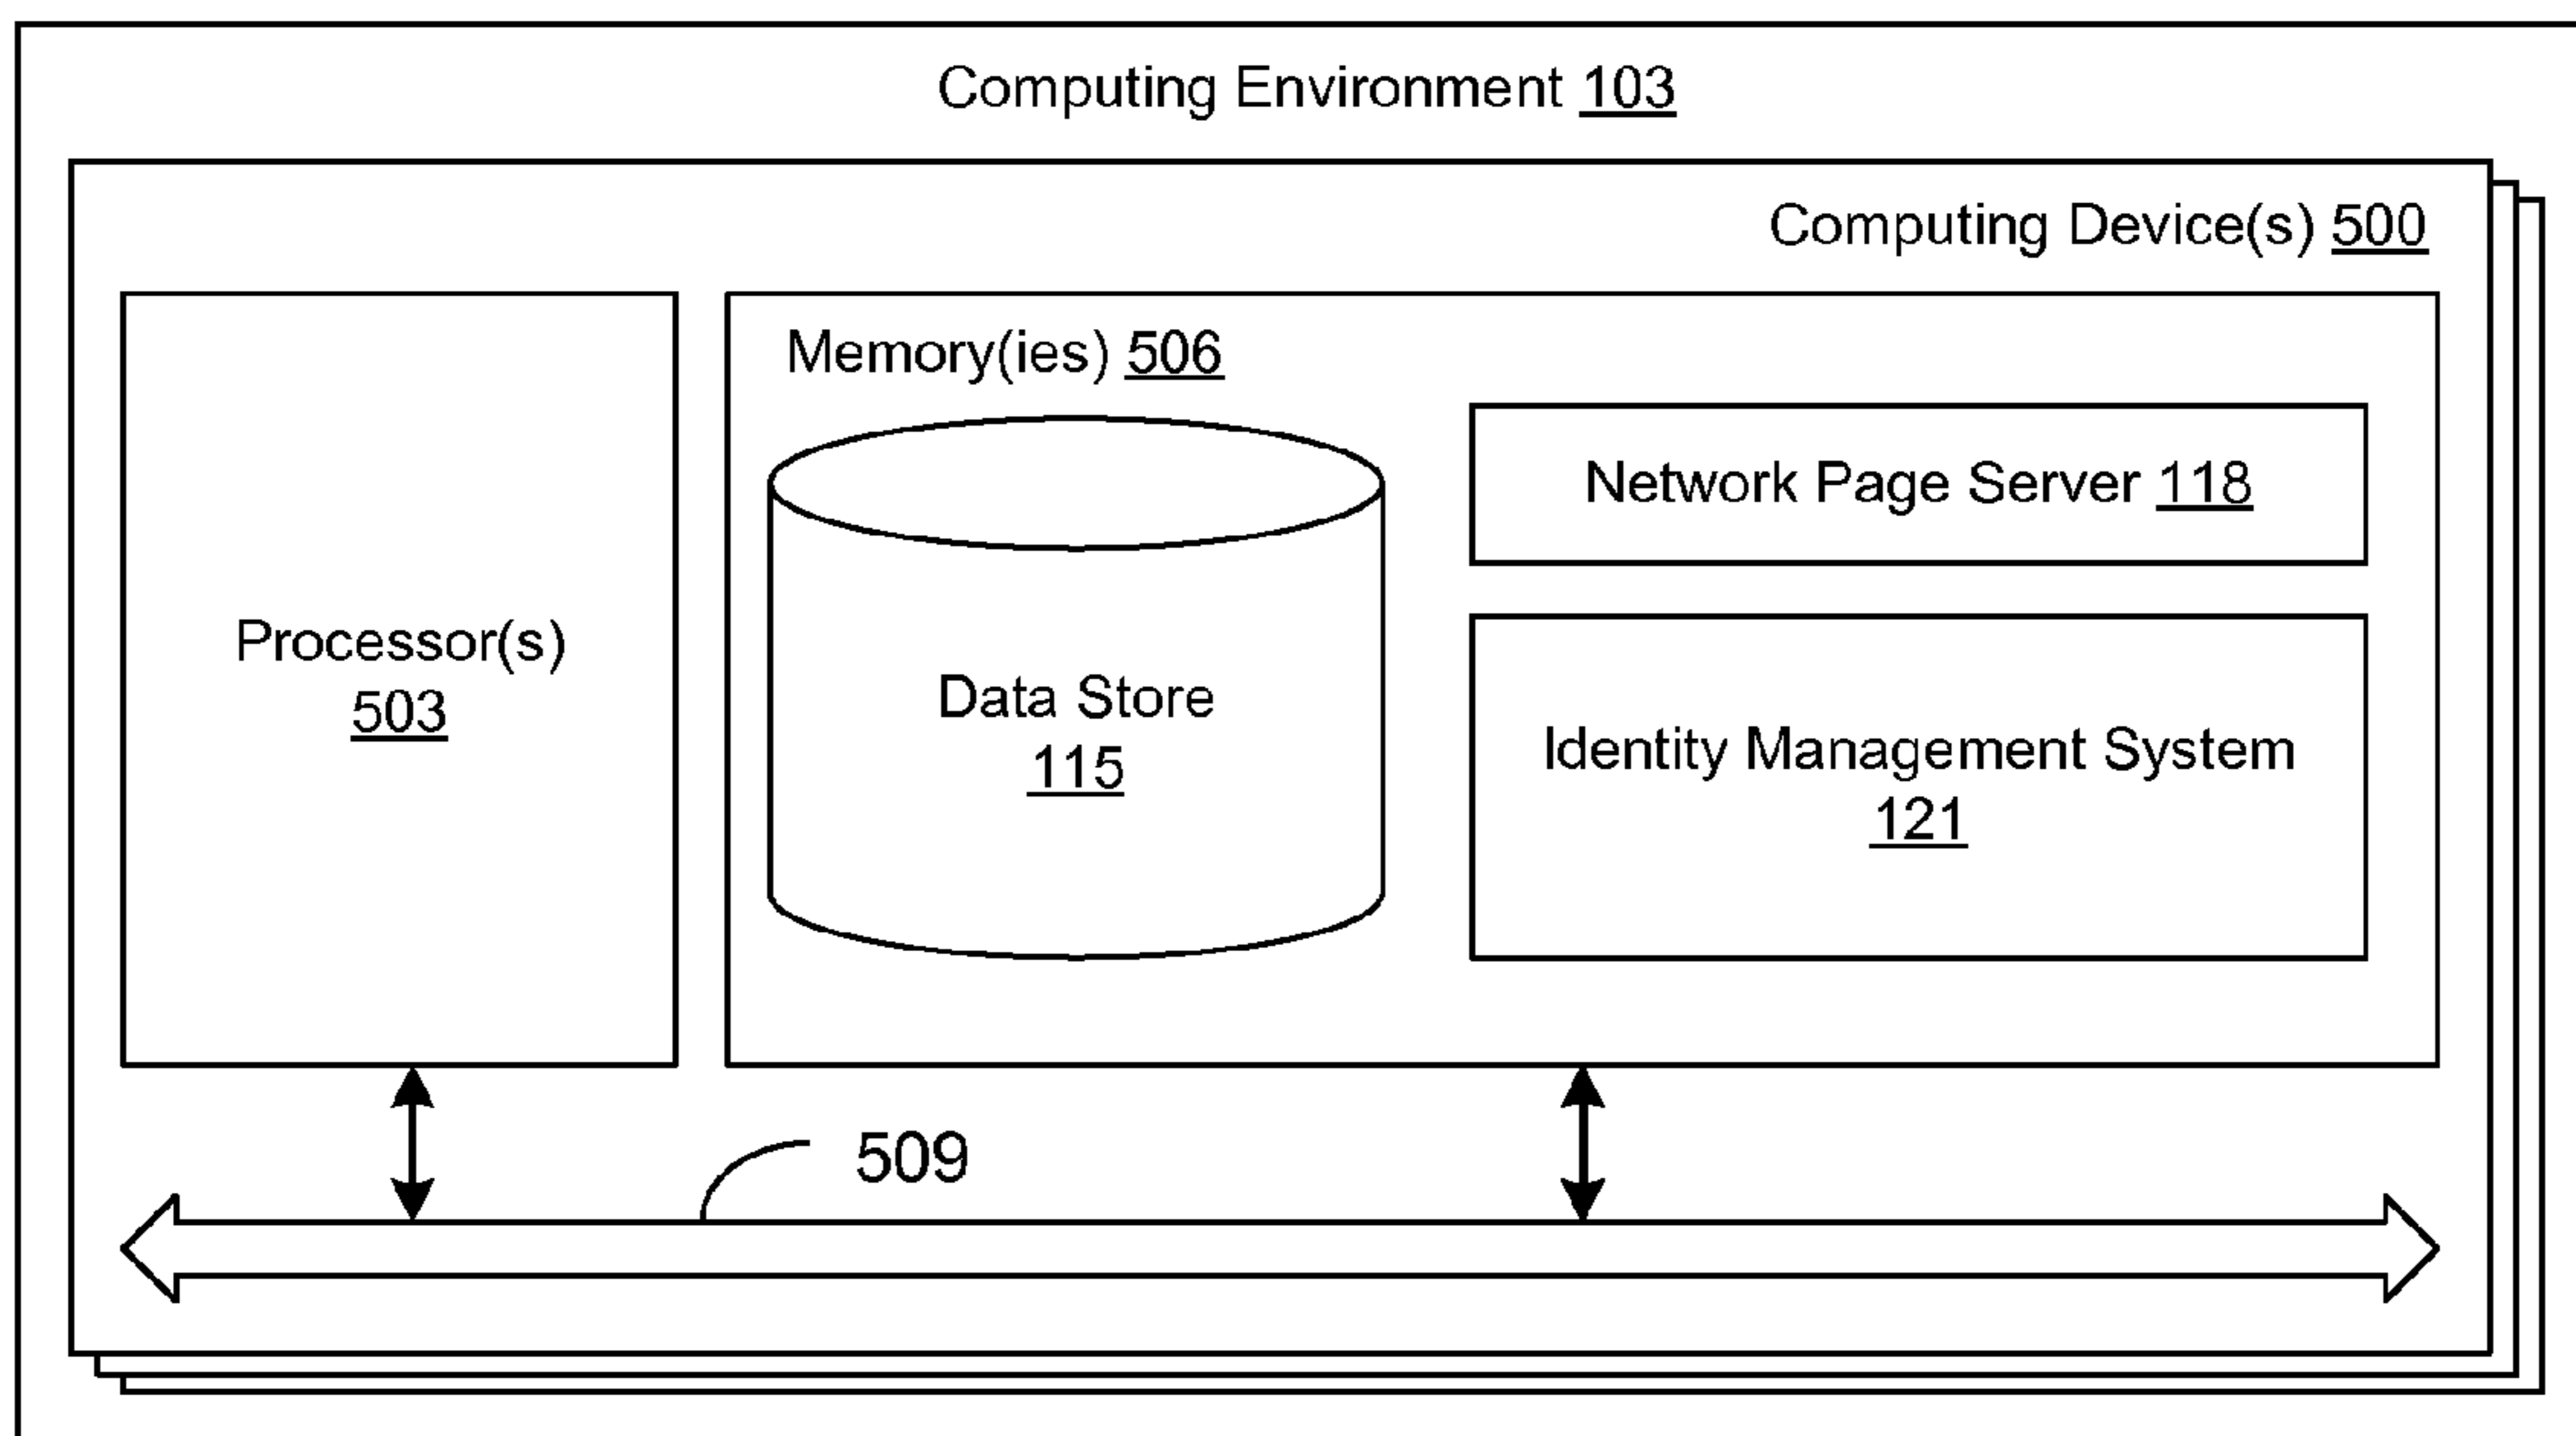 Computing Environment 103
Computing Device(s) 500
Memory(ies) 506
Network Page Server 118
Processor(s)
503
Data Store
115
Identity Management System
121
509